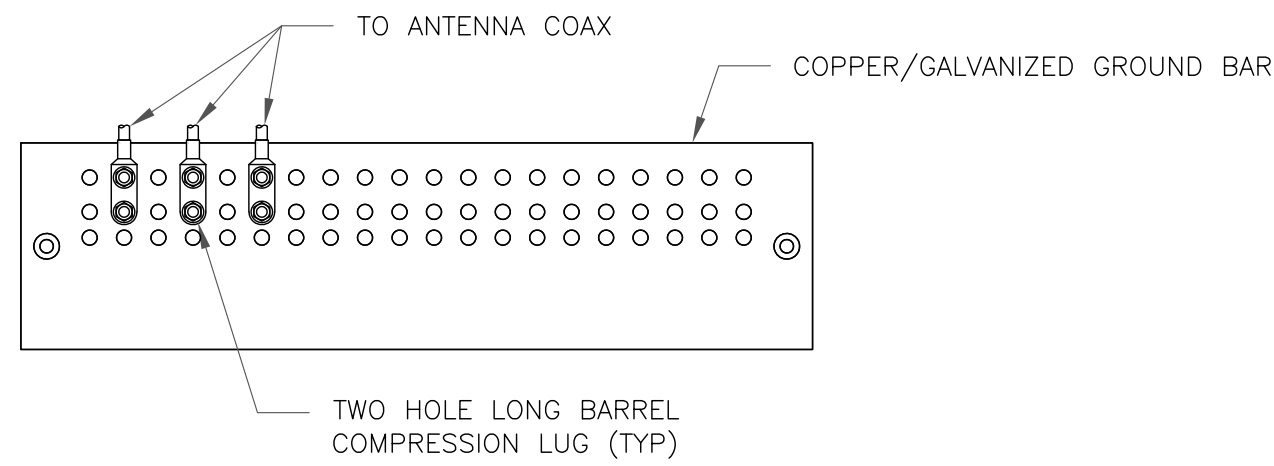 TO ANTENNA COAX
COPPER/GALVANIZED GROUND BAR
TWO HOLE LONG BARREL
COMPRESSION LUG (TYP)